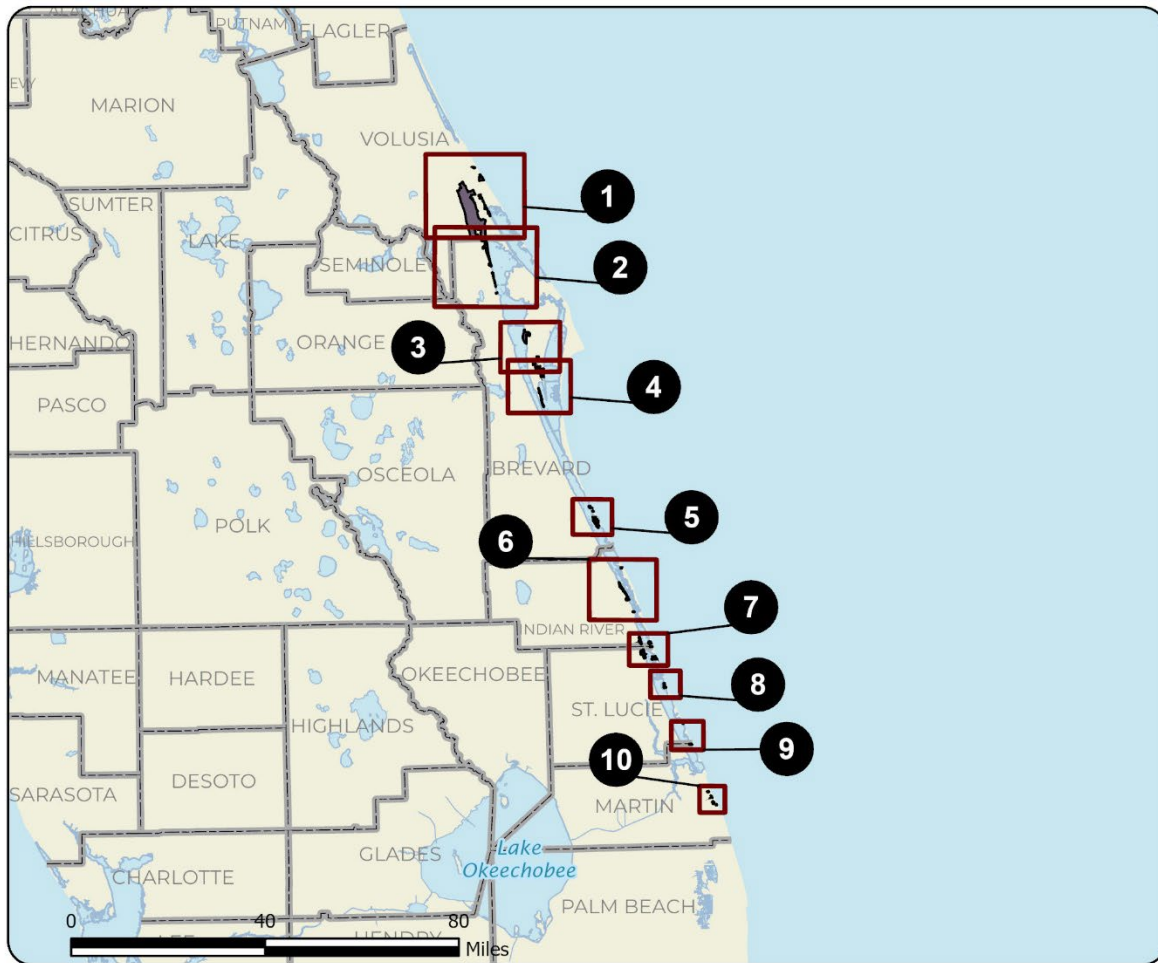 PUTNAM
FLAGLER
EVY
MARION
VOLUSIA
1
SUMTER
CITRUS
LAKE
SEMINOLE
2
HERNANDO
ORANGE
3
4
PASCO
BREVARD
OSCEOLA
5
POLK
HILLSBOROUGH
6
7
INDIAN RIVER
MANATEE
HARDEE
OKEECHOBEE
8
ST. LUCIE
HIGHLANDS
9
10
DESOTO
SARASOTA
MARTIN
Lake
Okeechobee
GLADES
CHARLOTTE
PALM BEACH
0 40 80
Miles